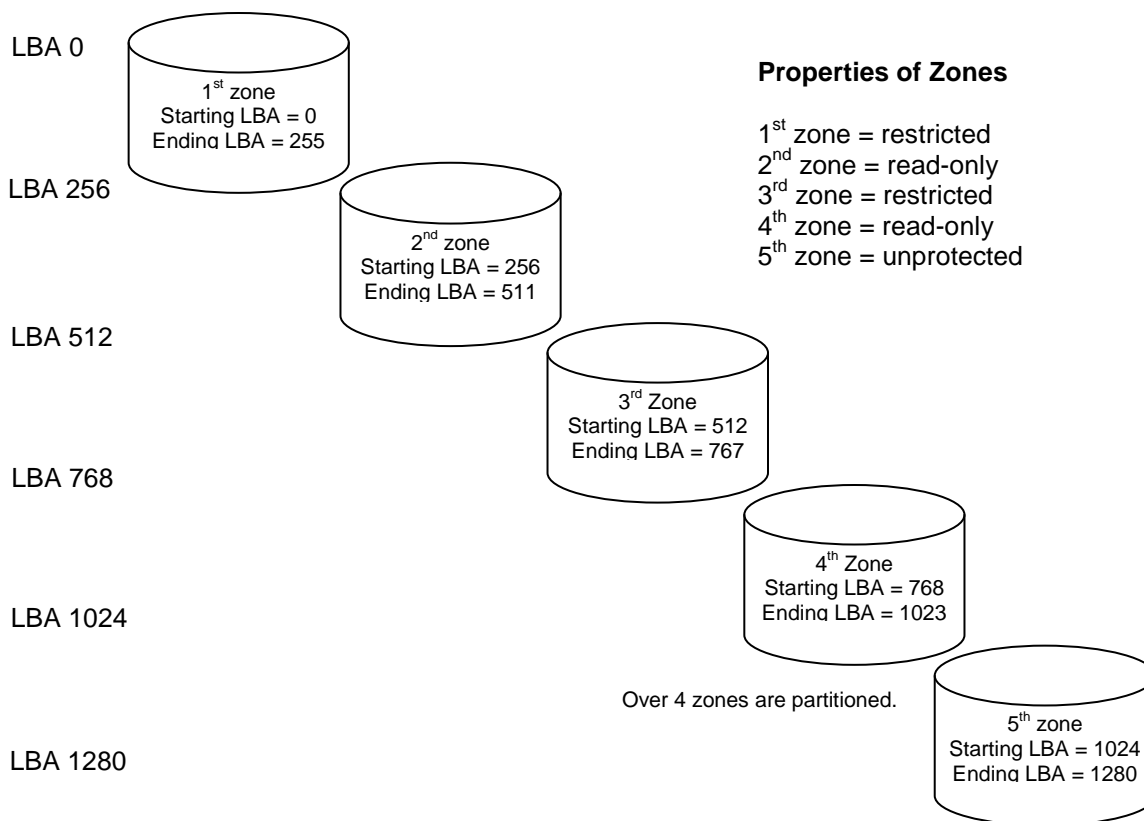 LBA 0
1st zone
Starting LBA = 0
Ending LBA = 255
Properties of Zones
1st zone = restricted
2nd zone = read-only
3rd zone = restricted
4th zone = read-only
5th zone = unprotected
LBA 256
2nd zone
Starting LBA = 256
Ending LBA = 511
LBA 512
3rd Zone
Starting LBA = 512
Ending LBA = 767
LBA 768
4th Zone
Starting LBA = 768
Ending LBA = 1023
LBA 1024
Over 4 zones are partitioned.
5th zone
Starting LBA = 1024
Ending LBA = 1280
LBA 1280